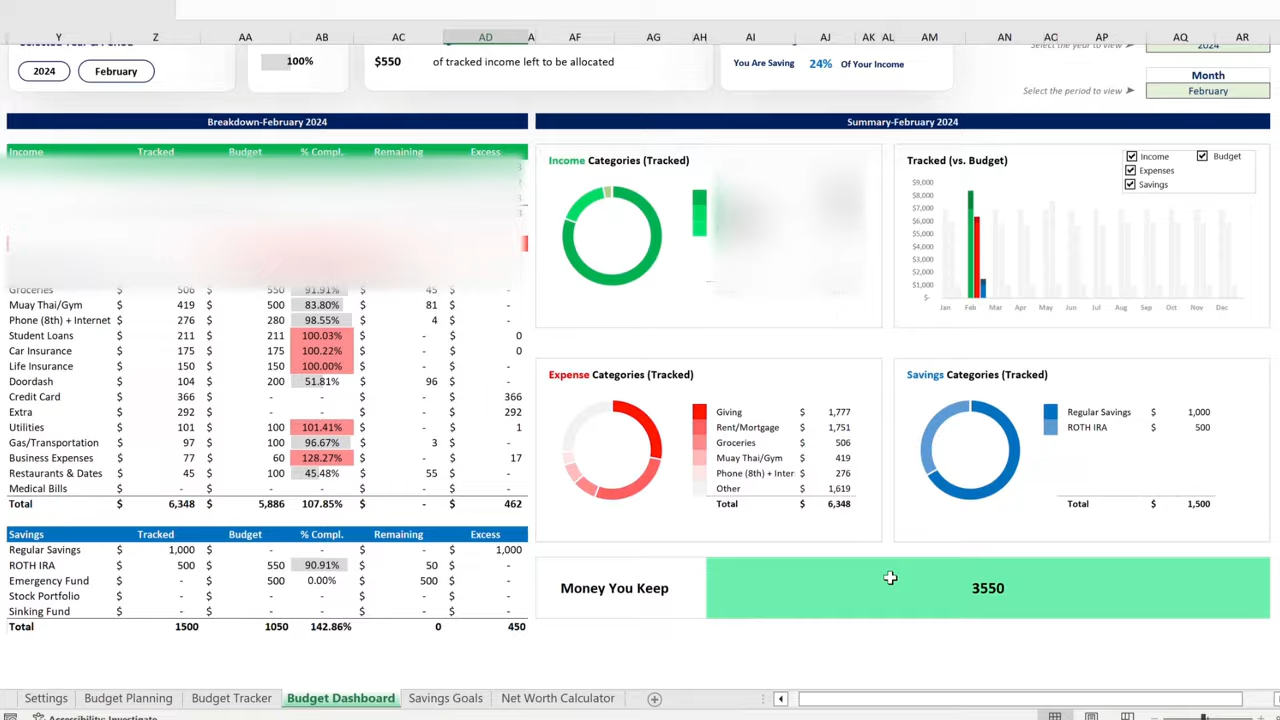 Y Z AA AB AC AD A AF AG AH AI AJ AK AL AM AN AO AP AQ AR
Selected Year & Period
2024 February
100%
$550 of tracked income left to be allocated
You Are Saving 24% Of Your Income
Select the year to view ➤ 2024
Month
Select the period to view ➤ February
Breakdown-February 2024
Income Tracked Budget % Compl. Remaining Excess
Groceries $ 506 $ 550 91.91% $ 45 $ -
Muay Thai/Gym $ 419 $ 500 83.80% $ 81 $ -
Phone (8th) + Internet $ 276 $ 280 98.55% $ 4 $ -
Student Loans $ 211 $ 211 100.03% $ - $ 0
Car Insurance $ 175 $ 175 100.22% $ - $ 0
Life Insurance $ 150 $ 150 100.00% $ - $ -
Doordash $ 104 $ 200 51.81% $ 96 $ -
Credit Card $ 366 $ - - $ - $ 366
Extra $ 292 $ - - $ - $ 292
Utilities $ 101 $ 100 101.41% $ - $ 1
Gas/Transportation $ 97 $ 100 96.67% $ 3 $ -
Business Expenses $ 77 $ 60 128.27% $ - $ 17
Restaurants & Dates $ 45 $ 100 45.48% $ 55 $ -
Medical Bills $ - $ - - $ - $ -
Total $ 6,348 $ 5,886 107.85% $ - $ 462
Savings Tracked Budget % Compl. Remaining Excess
Regular Savings $ 1,000 $ - - $ - $ 1,000
ROTH IRA $ 500 $ 550 90.91% $ 50 $ -
Emergency Fund $ - $ 500 0.00% $ 500 $ -
Stock Portfolio $ - $ - - $ - $ -
Sinking Fund $ - $ - - $ - $ -
Total 1500 1050 142.86% 0 450
Summary-February 2024
Income Categories (Tracked)
Tracked (vs. Budget)
Income Budget
Expenses
Savings
$9,000
$8,000
$7,000
$6,000
$5,000
$4,000
$3,000
$2,000
$1,000
$-
Jan Feb Mar Apr May Jun Jul Aug Sep Oct Nov Dec
Expense Categories (Tracked)
Giving $ 1,777
Rent/Mortgage $ 1,751
Groceries $ 506
Muay Thai/Gym $ 419
Phone (8th) + Inter $ 276
Other $ 1,619
Total $ 6,348
Savings Categories (Tracked)
Regular Savings $ 1,000
ROTH IRA $ 500
Total $ 1,500
Money You Keep 3550
Settings Budget Planning Budget Tracker Budget Dashboard Savings Goals Net Worth Calculator
Accessibility: Investigate